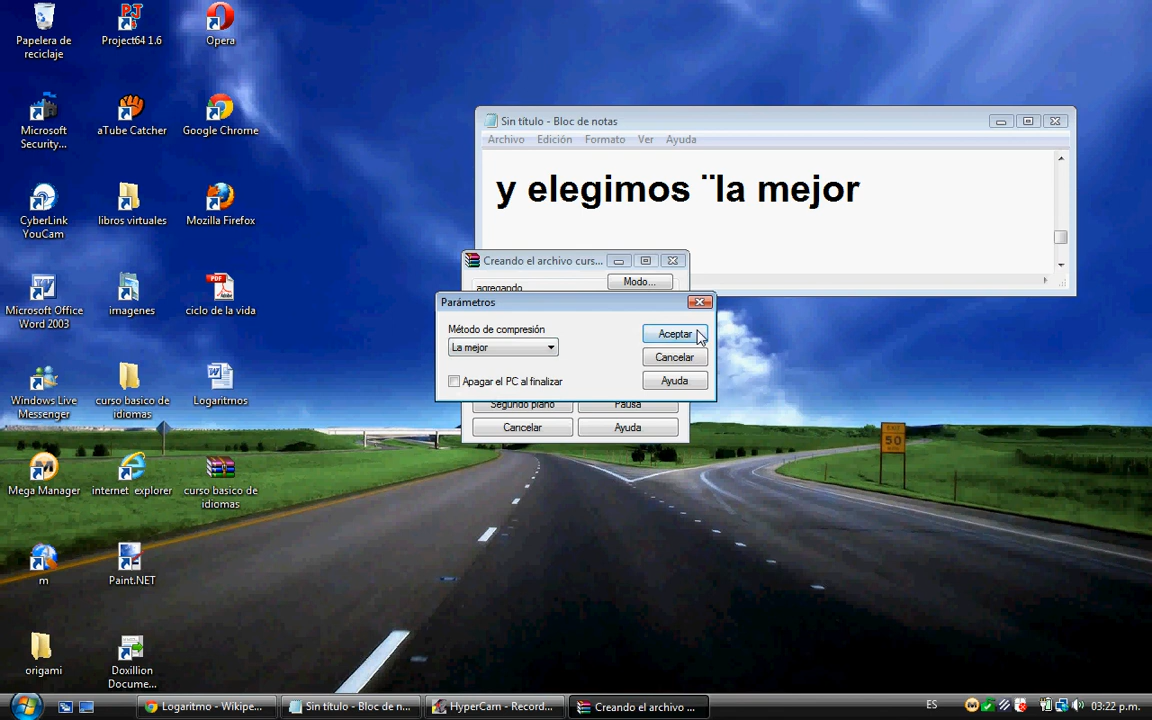 Papelera de
reciclaje
Project64 1.6
Opera
Microsoft
Security...
aTube Catcher
Google Chrome
CyberLink
YouCam
libros virtuales
Mozilla Firefox
Microsoft Office
Word 2003
imagenes
ciclo de la vida
Windows Live
Messenger
curso basico de
idiomas
Logaritmos
Mega Manager
internet explorer
curso basico de
idiomas
m
Paint.NET
origami
Doxillion
Docume...
Sin título - Bloc de notas
Archivo Edición Formato Ver Ayuda
y elegimos ¨la mejor
Creando el archivo curs...
agregando
Modo...
Parámetros
Método de compresión
La mejor
Apagar el PC al finalizar
Aceptar
Cancelar
Ayuda
Segundo plano
Pausa
Cancelar
Ayuda
EXIT
50
Logaritmo - Wikipe...
Sin título - Bloc de n...
HyperCam - Record...
Creando el archivo ...
ES
03:22 p.m.